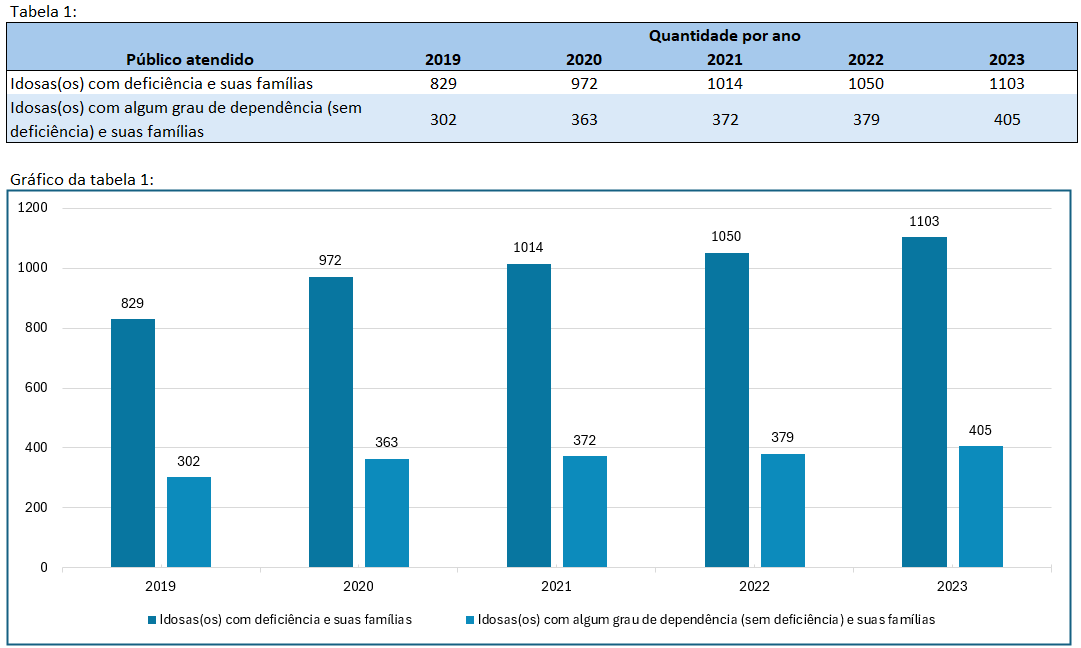 Tabela 1:
Quantidade por ano
Público atendido 2019 2020 2021 2022 2023
Idosas(os) com deficiência e suas famílias 829 972 1014 1050 1103
Idosas(os) com algum grau de dependência (sem
deficiência) e suas famílias 302 363 372 379 405
Gráfico da tabela 1:
1200
1000
800
600
400
200
0
829 302
972 363
1014 372
1050 379
1103 405
2019 2020 2021 2022 2023
Idosas(os) com deficiência e suas famílias Idosas(os) com algum grau de dependência (sem deficiência) e suas famílias